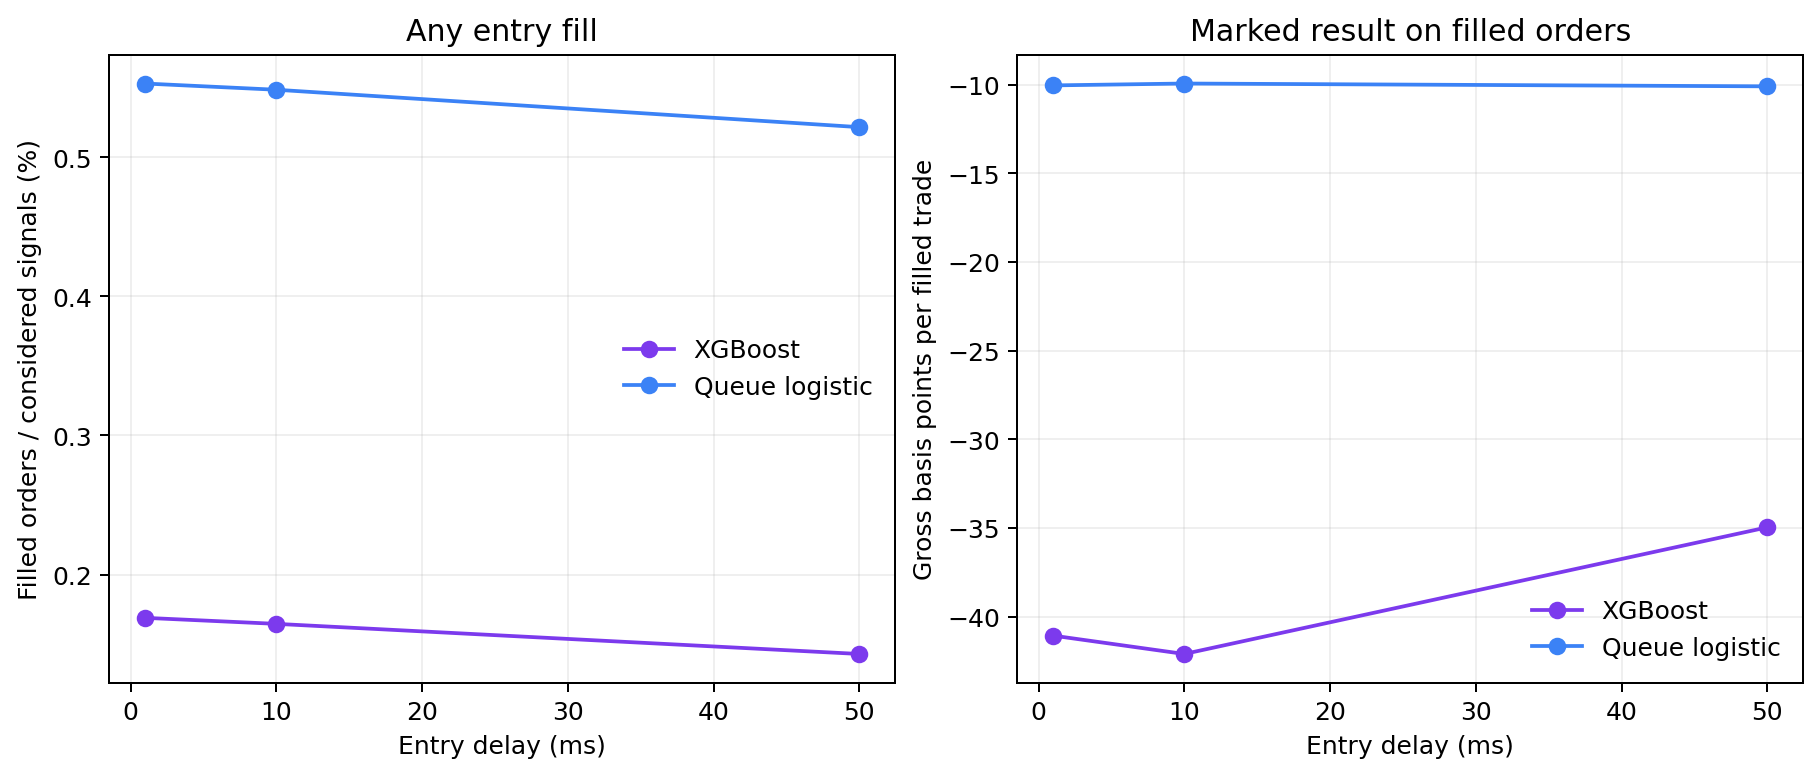 Any entry fill
Filled orders / considered signals (%)
0.5
0.4
0.3
0.2
XGBoost
Queue logistic
0 10 20 30 40 50
Entry delay (ms)
Marked result on filled orders
Gross basis points per filled trade
−10
−15
−20
−25
−30
−35
−40
XGBoost
Queue logistic
0 10 20 30 40 50
Entry delay (ms)